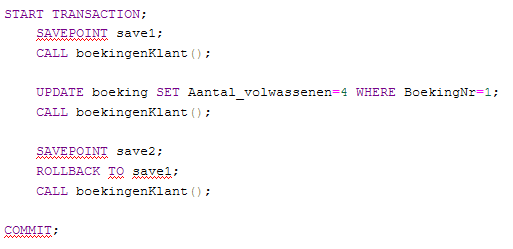 START TRANSACTION;
SAVEPOINT save1;
CALL boekingenKlant();
UPDATE boeking SET Aantal_volwassenen=4 WHERE BoekingNr=1;
CALL boekingenKlant();
SAVEPOINT save2;
ROLLBACK TO save1;
CALL boekingenKlant();
COMMIT;